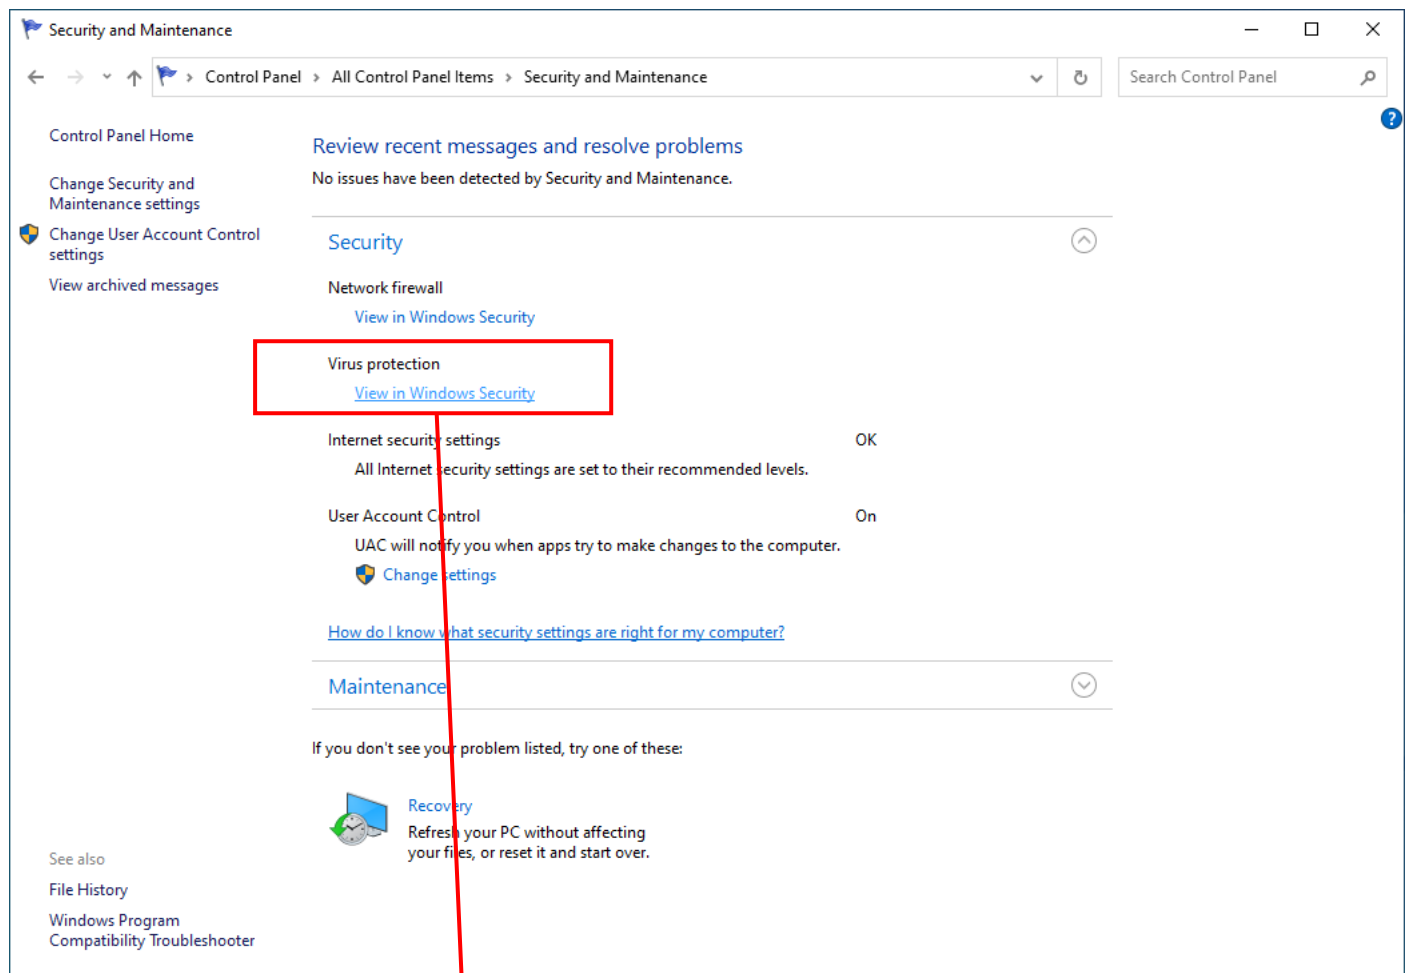 Security and Maintenance
Control Panel > All Control Panel Items > Security and Maintenance
Search Control Panel
?
Control Panel Home
Change Security and
Maintenance settings
Change User Account Control
settings
View archived messages
Review recent messages and resolve problems
No issues have been detected by Security and Maintenance.
Security
Network firewall
View in Windows Security
Virus protection
View in Windows Security
Internet security settings OK
All Internet security settings are set to their recommended levels.
User Account Control On
UAC will notify you when apps try to make changes to the computer.
Change settings
How do I know what security settings are right for my computer?
Maintenance
If you don't see your problem listed, try one of these:
Recovery
Refresh your PC without affecting
your files, or reset it and start over.
See also
File History
Windows Program
Compatibility Troubleshooter